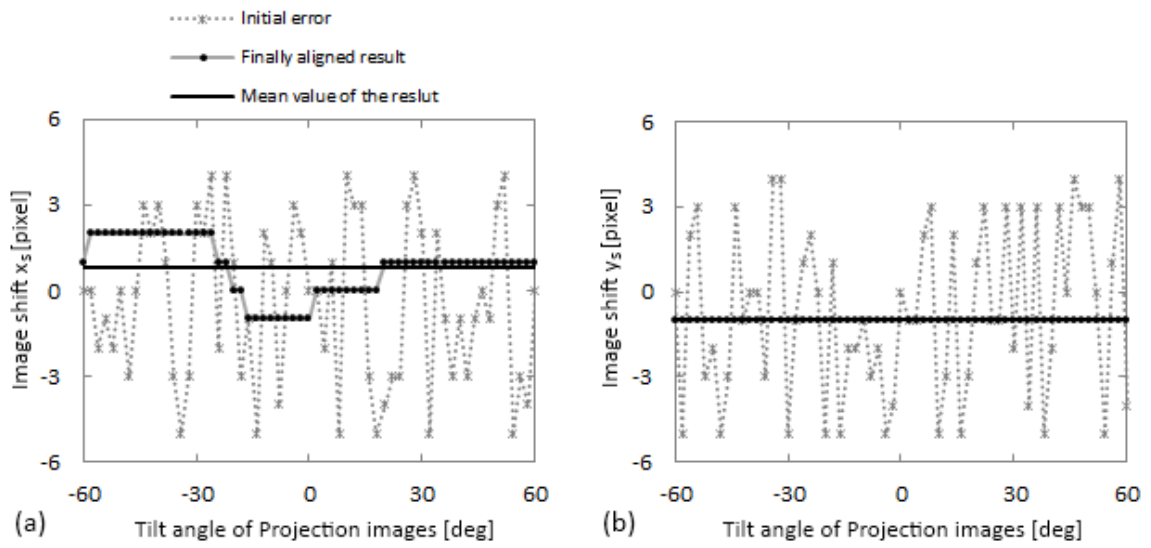 Initial error
Finally aligned result
Mean value of the reslut
6
3
0
-3
-6
Image shift xs [pixel]
-60 -30 0 30 60
(a) Tilt angle of Projection images [deg]
6
3
0
-3
-6
Image shift ys [pixel]
-60 -30 0 30 60
(b) Tilt angle of Projection images [deg]